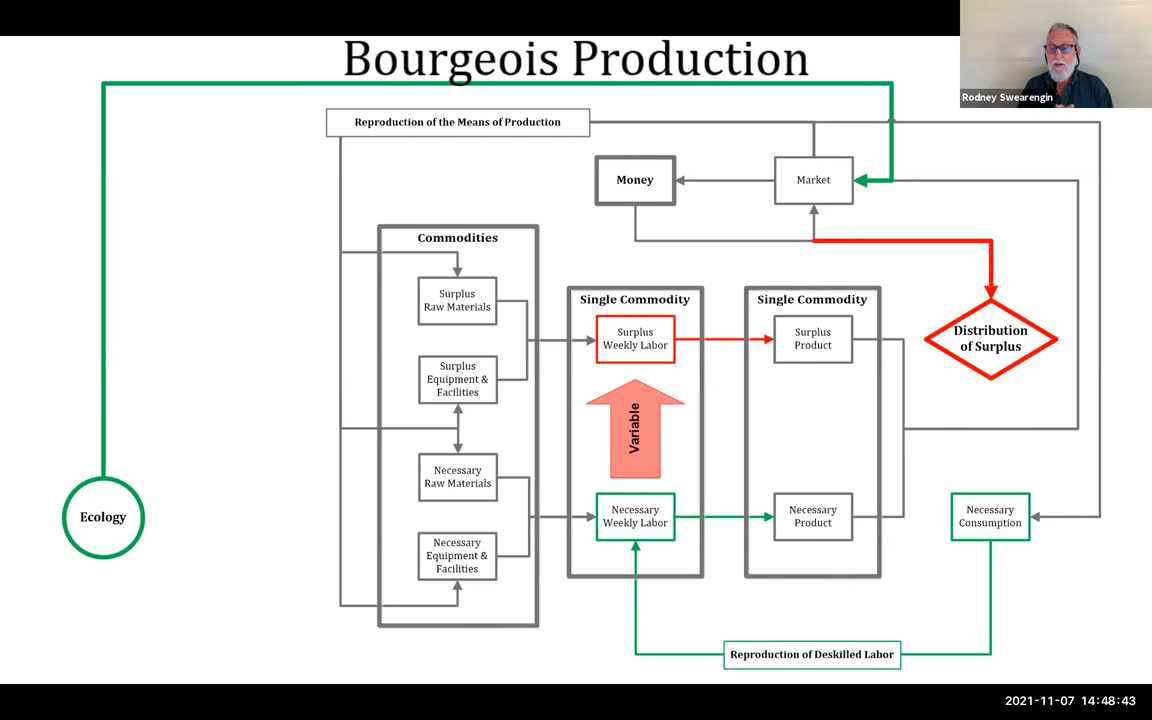 Bourgeois Production
Rodney Swearengin
Reproduction of the Means of Production
Money
Market
Commodities
Surplus
Raw Materials
Surplus
Equipment &
Facilities
Necessary
Raw Materials
Necessary
Equipment &
Facilities
Single Commodity
Surplus
Weekly Labor
Variable
Necessary
Weekly Labor
Single Commodity
Surplus
Product
Necessary
Product
Distribution
of Surplus
Necessary
Consumption
Ecology
Reproduction of Deskilled Labor
2021-11-07 14:48:43